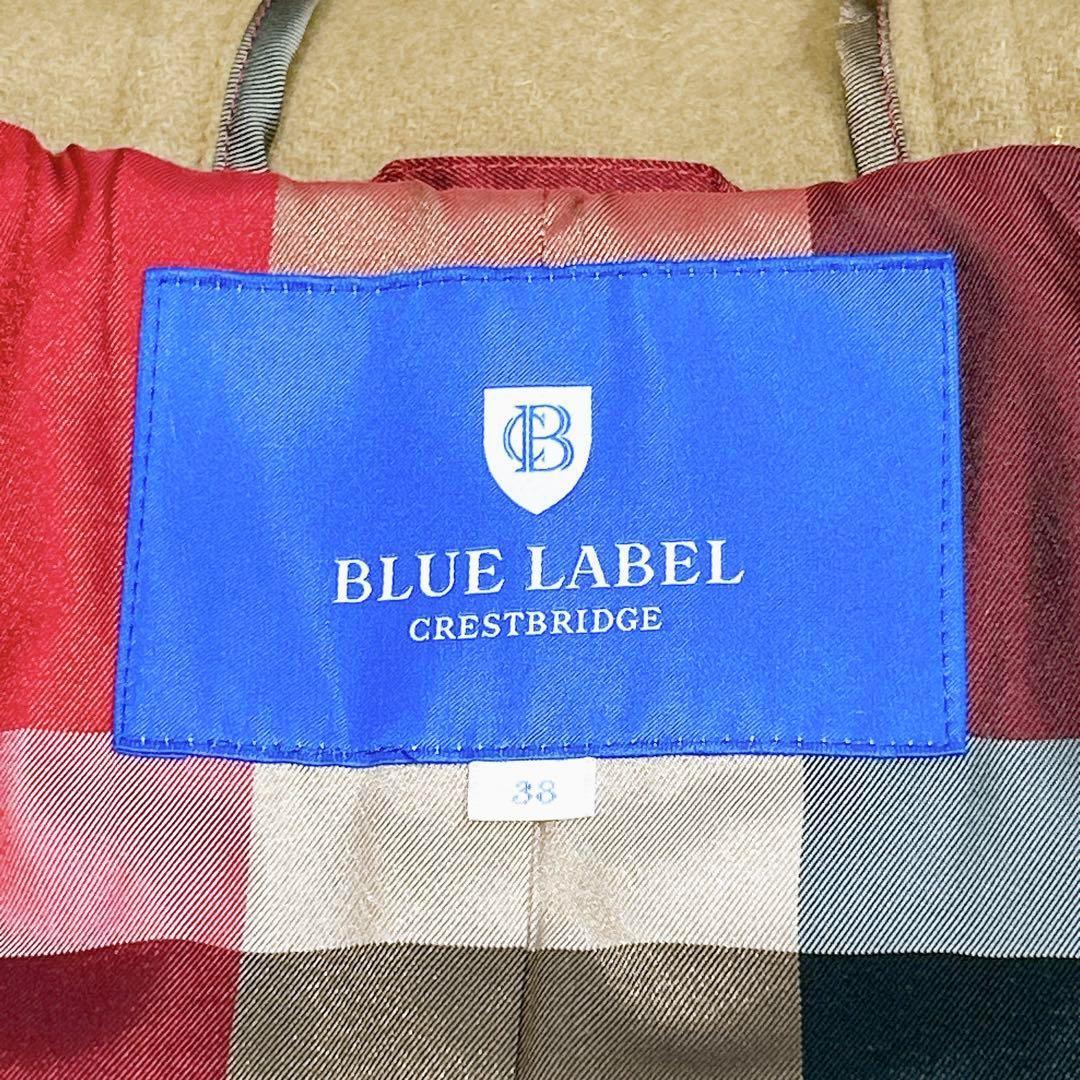 CB
BLUE LABEL
CRESTBRIDGE
38